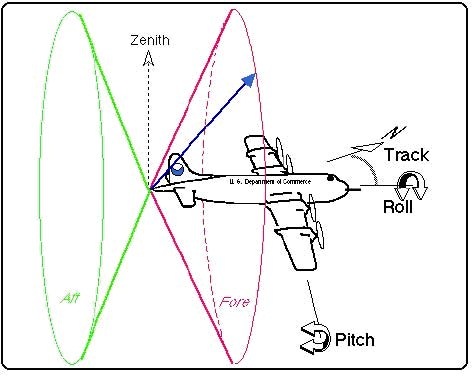 Zenith
N
Track
U. S. Department of Commerce
Roll
Aft
Fore
Pitch